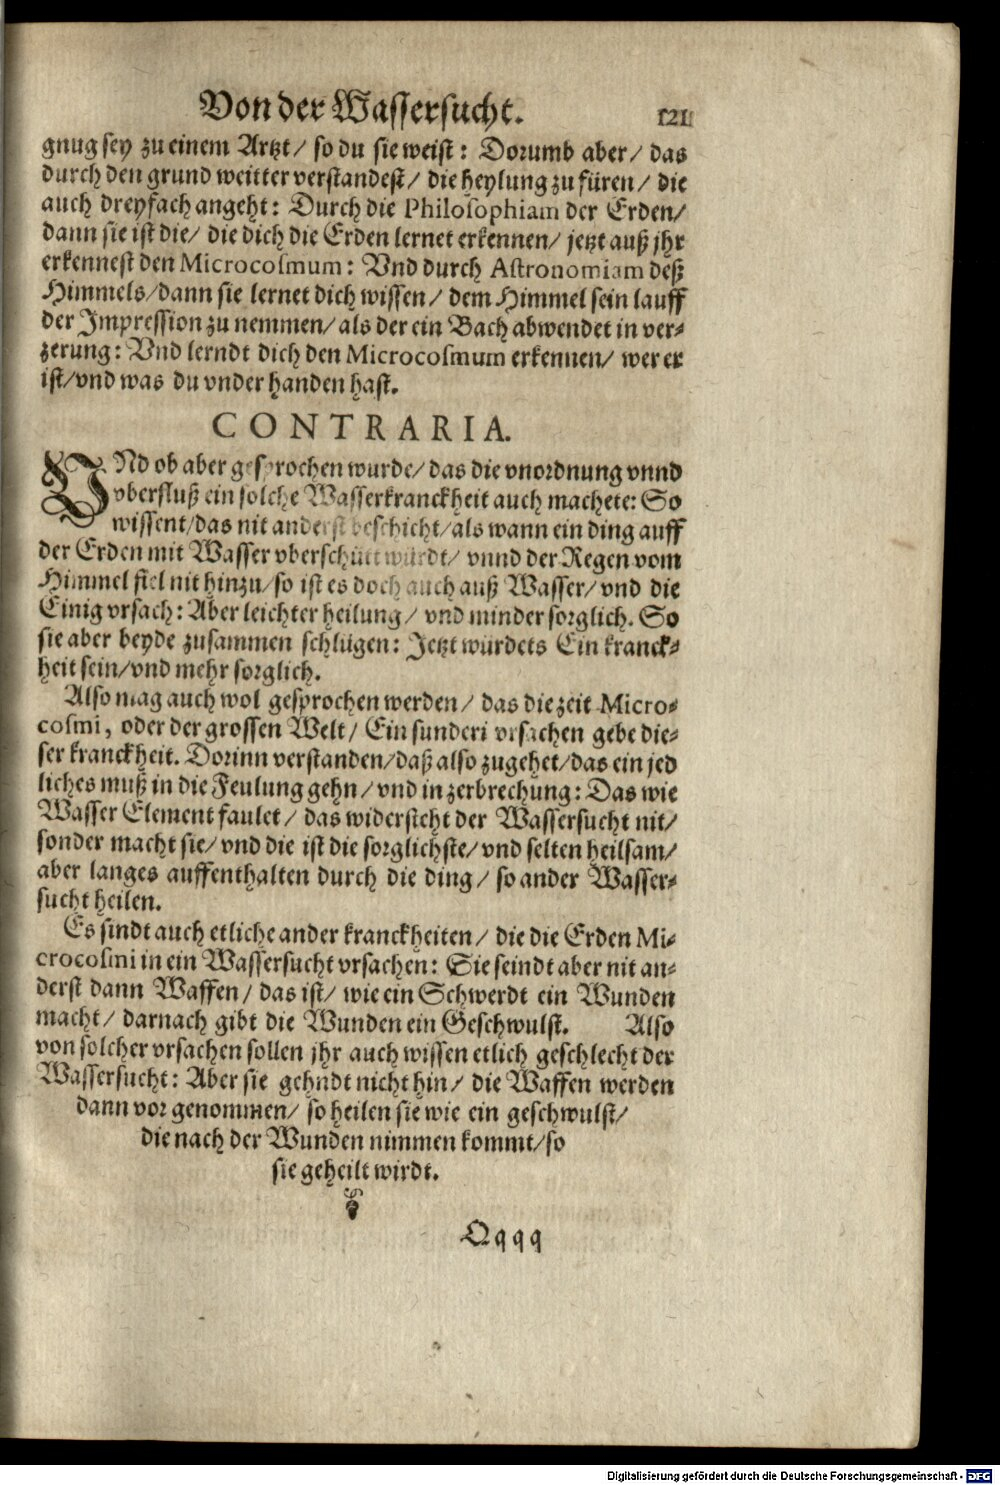 Von der Wassersucht. 121
gnug sey zu einem Artzt/ so du sie weist: Dorumb aber/ das
durch den grund weitter verstandest/ die heylung zu füren/ die
auch dreyfach angeht: Durch die Philosophiam der Erden/
dann sie ist die/ die dich die Erden lernet erkennen/ jetzt auß jhr
erkennest den Microcosmum: Vnd durch Astronomiam deß
Himmels/ dann sie lernet dich wissen/ dem Himmel sein lauff
der Impression zu nemmen/ als der ein Bach abwendet in ver-
zerung: Vnd lerndt dich den Microcosmum erkennen/ wer er
ist/ vnd was du vnder handen hast.
CONTRARIA.
VNd ob aber gesprochen wurde/ das die vnordnung vnnd
vberfluß ein solche Wasserkranckheit auch machete: So
wissent/ das nit anderst beschicht/ als wann ein ding auff
der Erden mit Wasser vberschütt würdt/ vnnd der Regen vom
Himmel fiel nit hinzu/ so ist es doch auch auß Wasser/ vnd die
Einig vrsach: Aber leichter heilung/ vnd minder sorglich. So
sie aber beyde zusammen schlügen: Jetzt würdets Ein kranck-
heit sein/ vnd mehr sorglich.
Also mag auch wol gesprochen werden/ das die zeit Micro-
cosmi, oder der grossen Welt/ Ein sunderi vrsachen gebe die-
ser kranckheit. Dorinn verstanden/ daß also zugehet/ das ein jed
liches muß in die Feulung gehn/ vnd in zerbrechung: Das wie
Wasser Element faulet/ das widersteht der Wassersucht nit/
sonder macht sie/ vnd die ist die sorglichste/ vnd selten heilsam/
aber langes auffenthalten durch die ding/ so ander Wasser-
sucht heilen.
Es sindt auch etliche ander kranckheiten/ die die Erden Mi-
crocosmi in ein Wassersucht vrsachen: Sie seindt aber nit an-
derst dann Waffen/ das ist/ wie ein Schwerdt ein Wunden
macht/ darnach gibt die Wunden ein Geschwulst. Also
von solcher vrsachen sollen jhr auch wissen etlich geschlecht der
Wassersucht: Aber sie gehndt nicht hin/ die Waffen werden
dann vor genommen/ so heilen sie wie ein geschwulst/
die nach der Wunden nimmen kommt/ so
sie geheilt wirdt.
Qqqq
Digitalisierung gefördert durch die Deutsche Forschungsgemeinschaft - DFG